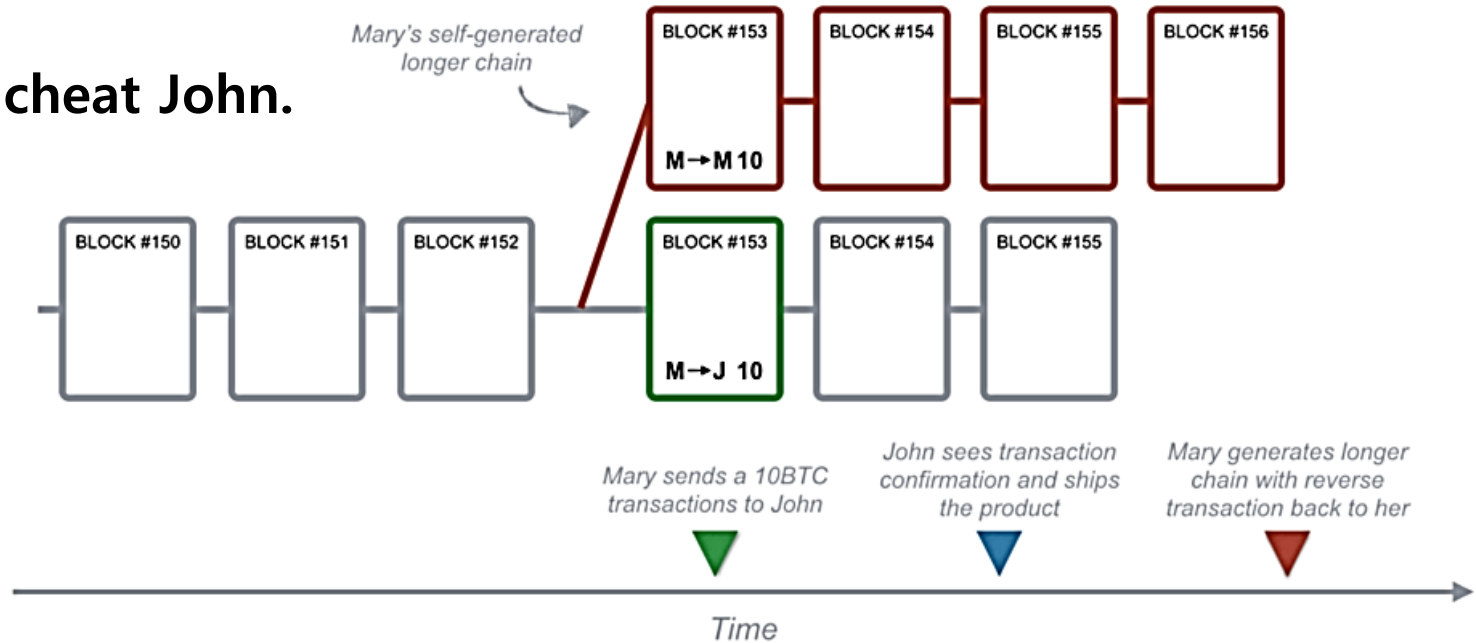 Mary's self-generated
longer chain
cheat John.
BLOCK #153
BLOCK #154
BLOCK #155
BLOCK #156
M→M 10
BLOCK #150
BLOCK #151
BLOCK #152
BLOCK #153
BLOCK #154
BLOCK #155
M→J 10
Mary sends a 10BTC
transactions to John
John sees transaction
confirmation and ships
the product
Mary generates longer
chain with reverse
transaction back to her
Time